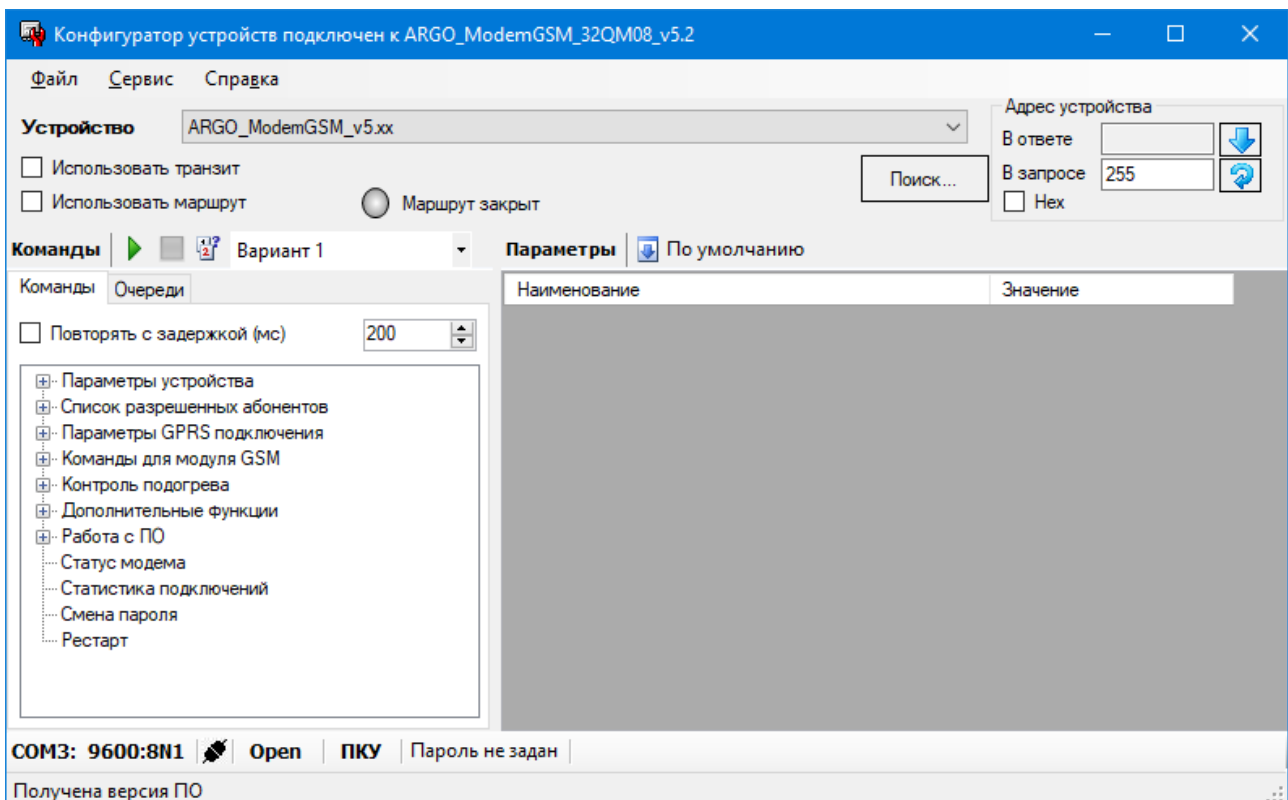 Конфигуратор устройств подключен к ARGO_ModemGSM_32QM08_v5.2
Файл Сервис Справка
Устройство ARGO_ModemGSM_v5.xx
Адрес устройства
В ответе
Использовать транзит
Поиск...
В запросе 255
Использовать маршрут Маршрут закрыт
Hex
Команды Вариант 1 Параметры По умолчанию
Команды Очереди
Наименование Значение
Повторять с задержкой (мс) 200
Параметры устройства
Список разрешенных абонентов
Параметры GPRS подключения
Команды для модуля GSM
Контроль подогрева
Дополнительные функции
Работа с ПО
Статус модема
Статистика подключений
Смена пароля
Рестарт
COM3: 9600:8N1 Open ПКУ Пароль не задан
Получена версия ПО